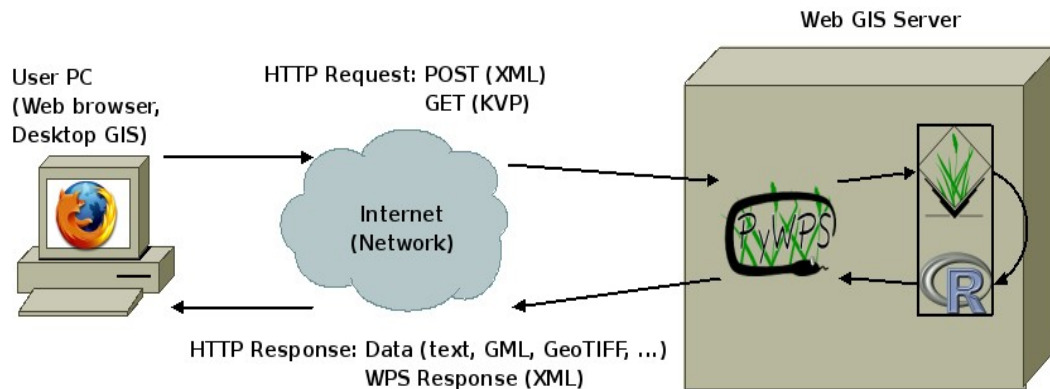 Web GIS Server
User PC
(Web browser,
Desktop GIS)
HTTP Request: POST (XML)
GET (KVP)
Internet
(Network)
PyWPS
R
HTTP Response: Data (text, GML, GeoTIFF, ...)
WPS Response (XML)